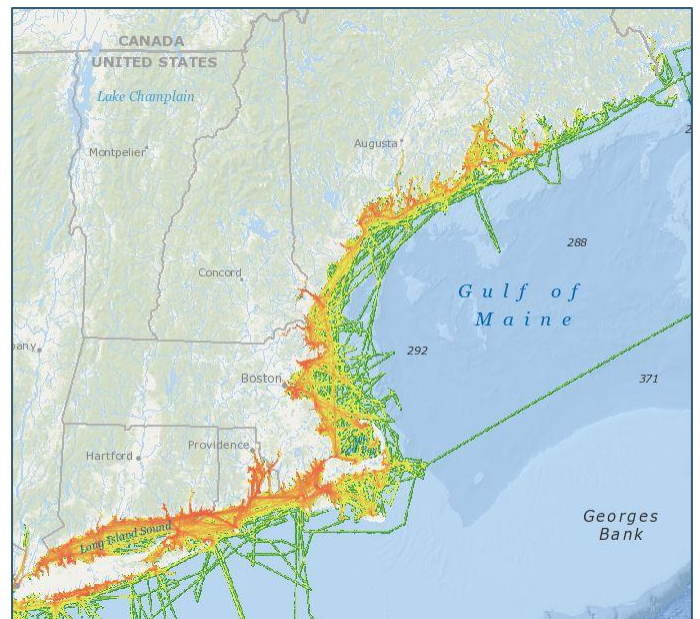 CANADA
UNITED STATES
Lake Champlain
Montpelier
Augusta
288
Concord
Gulf of
Maine
292
any
371
Boston
Providence
Hartford
Georges
Bank
Long Island Sound